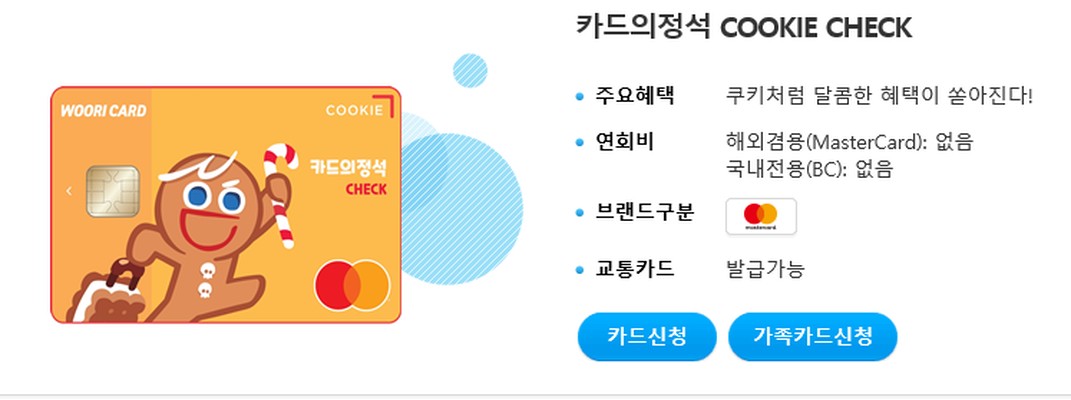 카드의정석 COOKIE CHECK
WOORI CARD
COOKIE
카드의정석
CHECK
주요혜택 쿠키처럼 달콤한 혜택이 쏟아진다!
연회비 해외겸용(MasterCard): 없음
국내전용(BC): 없음
브랜드구분 mastercard
교통카드 발급가능
카드신청 가족카드신청